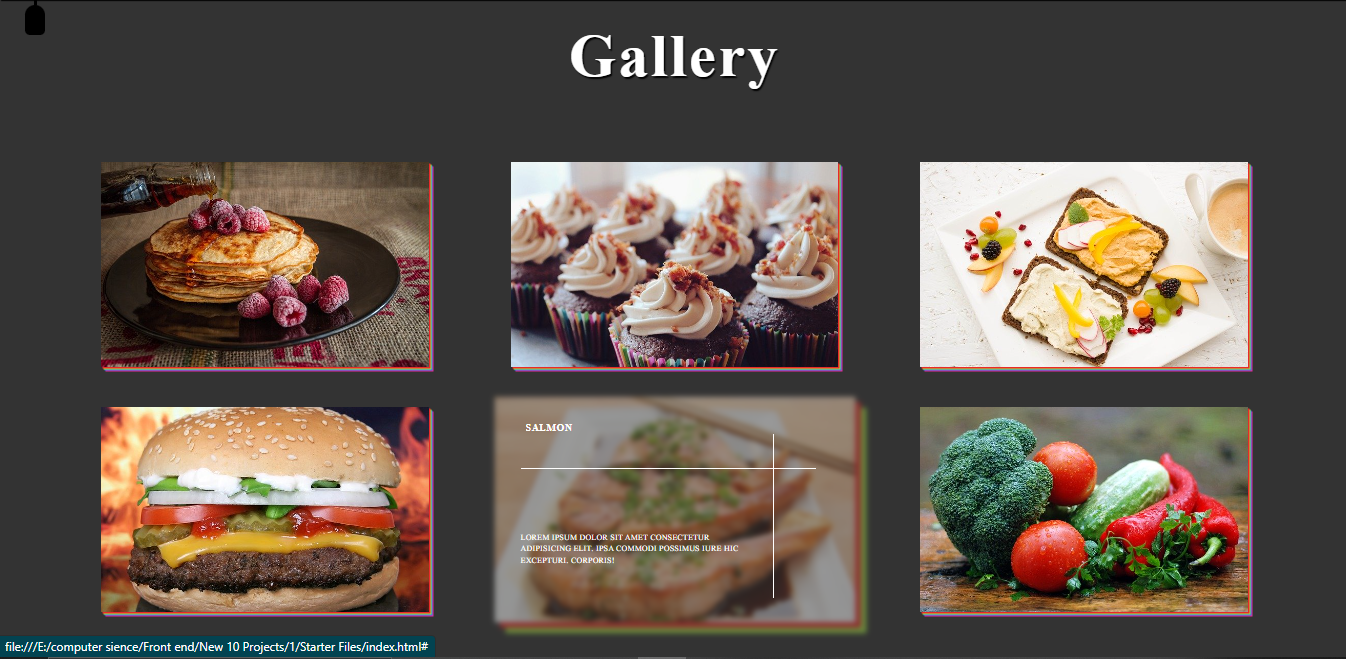 Gallery
SALMON
LOREM IPSUM DOLOR SIT AMET CONSECTETUR
ADIPISICING ELIT. IPSA COMMODI POSSIMUS IURE HIC
EXCEPTURI. CORPORIS!
file:///E:/computer sience/Front end/New 10 Projects/1/Starter Files/index.html#